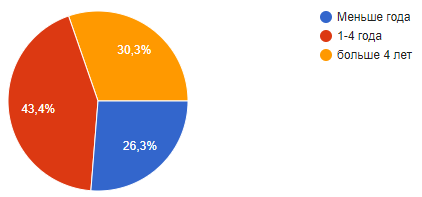 30,3%
43,4%
26,3%
Меньше года
1-4 года
больше 4 лет